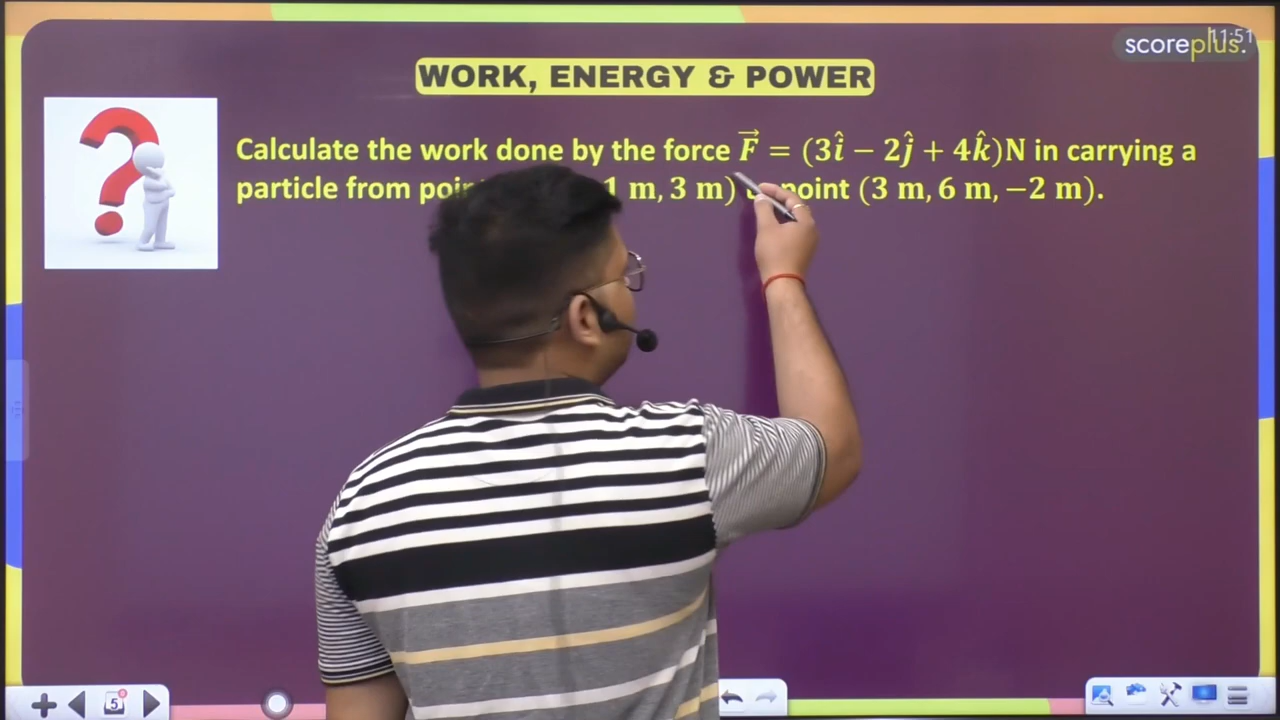 11:51
scoreplus.
WORK, ENERGY & POWER
Calculate the work done by the force F⃗ = (3î − 2ĵ + 4k̂)N in carrying a
particle from 1 m, 3 m) point (3 m, 6 m, −2 m).
5